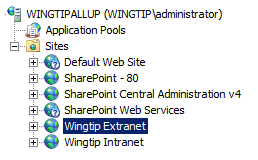 WINGTIPALLUP (WINGTIP\administrator)
Application Pools
Sites
Default Web Site
SharePoint - 80
SharePoint Central Administration v4
SharePoint Web Services
Wingtip Extranet
Wingtip Intranet